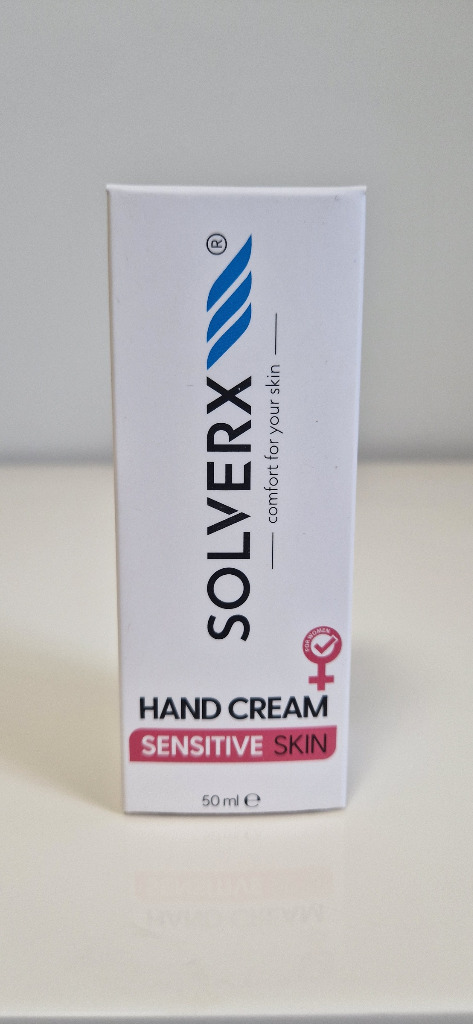 SOLVERX®
comfort for your skin
FOR WOMEN
HAND CREAM
SENSITIVE SKIN
50 ml ℮